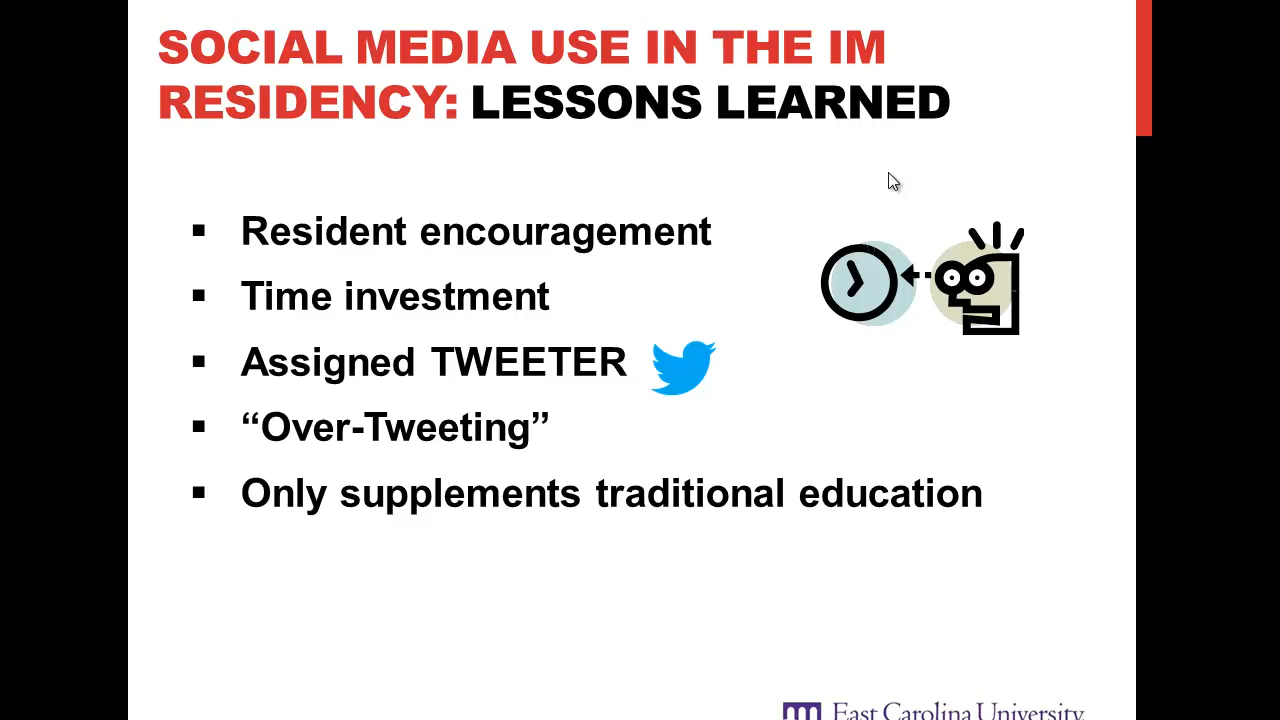 SOCIAL MEDIA USE IN THE IM
RESIDENCY: LESSONS LEARNED
▪ Resident encouragement
▪ Time investment
▪ Assigned TWEETER
▪ “Over-Tweeting”
▪ Only supplements traditional education
East Carolina University.